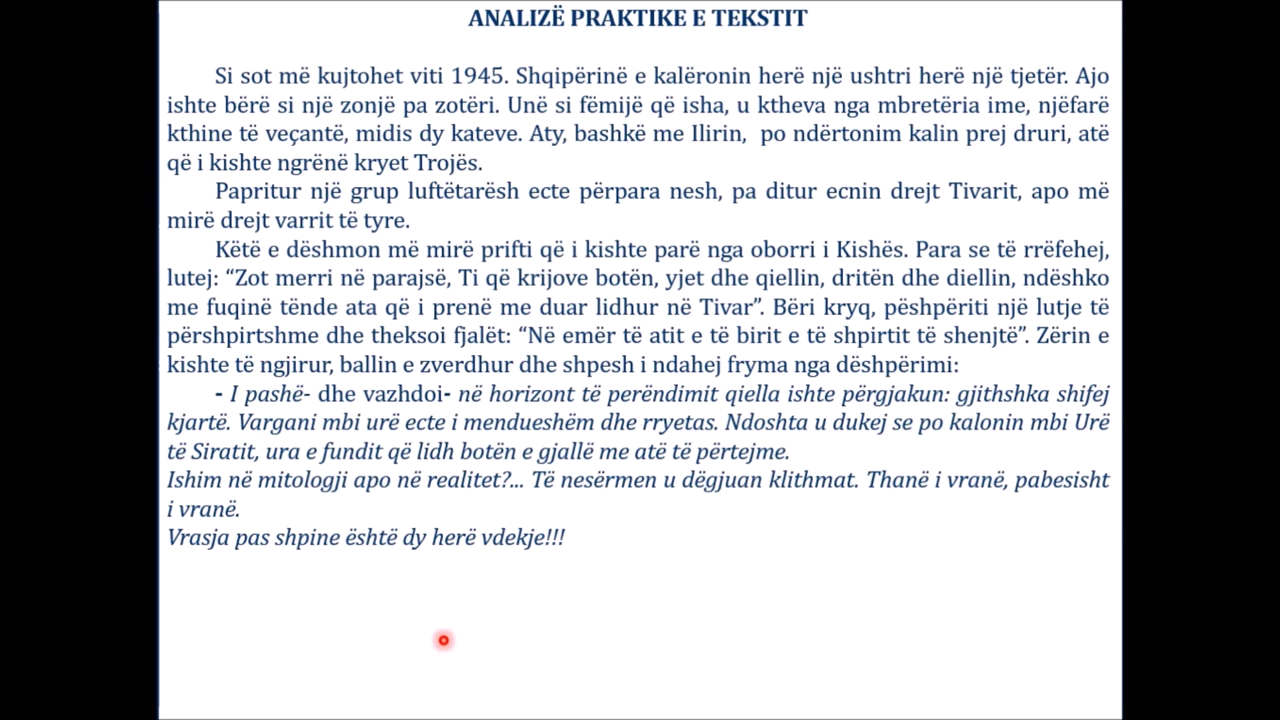 ANALIZË PRAKTIKE E TEKSTIT
Si sot më kujtohet viti 1945. Shqipërinë e kalëronin herë një ushtri herë një tjetër. Ajo
ishte bërë si një zonjë pa zotëri. Unë si fëmijë që isha, u ktheva nga mbretëria ime, njëfarë
kthine të veçantë, midis dy kateve. Aty, bashkë me Ilirin, po ndërtonim kalin prej druri, atë
që i kishte ngrënë kryet Trojës.
Papritur një grup luftëtarësh ecte përpara nesh, pa ditur ecnin drejt Tivarit, apo më
mirë drejt varrit të tyre.
Këtë e dëshmon më mirë prifti që i kishte parë nga oborri i Kishës. Para se të rrëfehej,
lutej: “Zot merri në parajsë, Ti që krijove botën, yjet dhe qiellin, dritën dhe diellin, ndëshko
me fuqinë tënde ata që i prenë me duar lidhur në Tivar”. Bëri kryq, pëshpëriti një lutje të
përshpirtshme dhe theksoi fjalët: “Në emër të atit e të birit e të shpirtit të shenjtë”. Zërin e
kishte të ngjirur, ballin e zverdhur dhe shpesh i ndahej fryma nga dëshpërimi:
- I pashë- dhe vazhdoi- në horizont të perëndimit qiella ishte përgjakun: gjithshka shifej
kjartë. Vargani mbi urë ecte i mendueshëm dhe rryetas. Ndoshta u dukej se po kalonin mbi Urë
të Siratit, ura e fundit që lidh botën e gjallë me atë të përtejme.
Ishim në mitologji apo në realitet?... Të nesërmen u dëgjuan klithmat. Thanë i vranë, pabesisht
i vranë.
Vrasja pas shpine është dy herë vdekje!!!